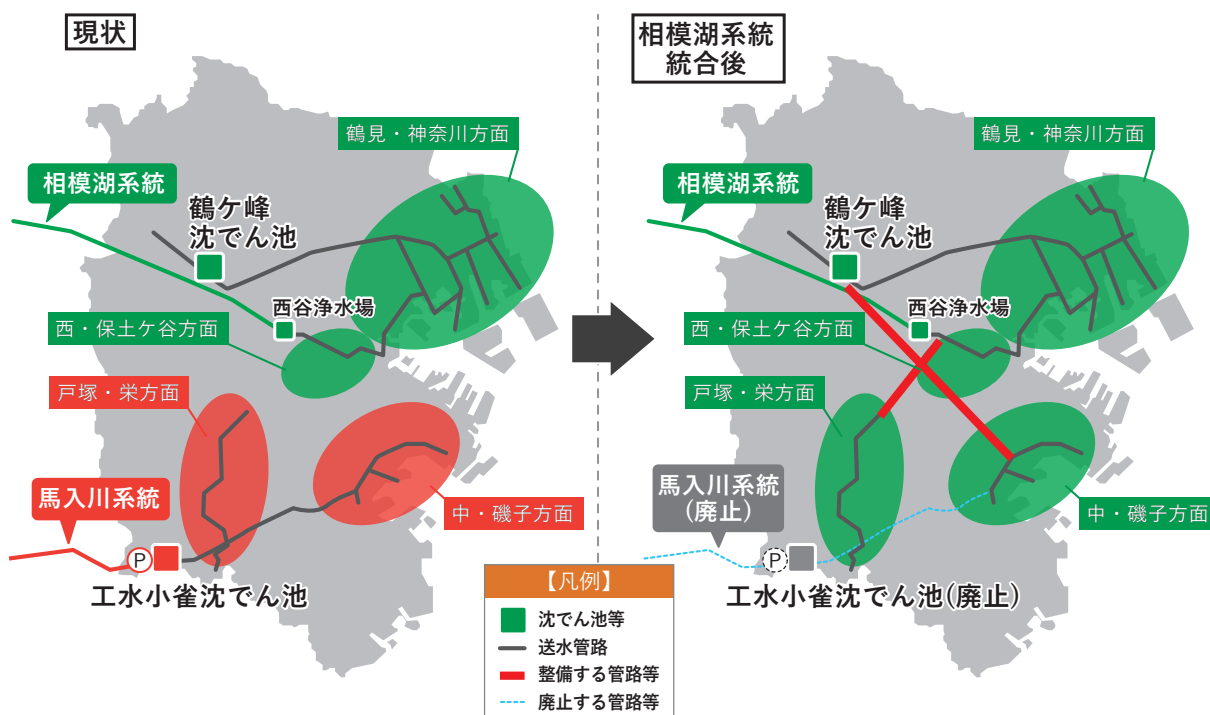 現状
鶴見・神奈川方面
相模湖系統
鶴ケ峰
沈でん池
西谷浄水場
西・保土ケ谷方面
戸塚・栄方面
馬入川系統
中・磯子方面
P
工水小雀沈でん池
相模湖系統
統合後
鶴見・神奈川方面
相模湖系統
鶴ケ峰
沈でん池
西谷浄水場
西・保土ケ谷方面
戸塚・栄方面
馬入川系統
(廃止)
中・磯子方面
P
工水小雀沈でん池(廃止)
【凡例】
沈でん池等
送水管路
整備する管路等
廃止する管路等